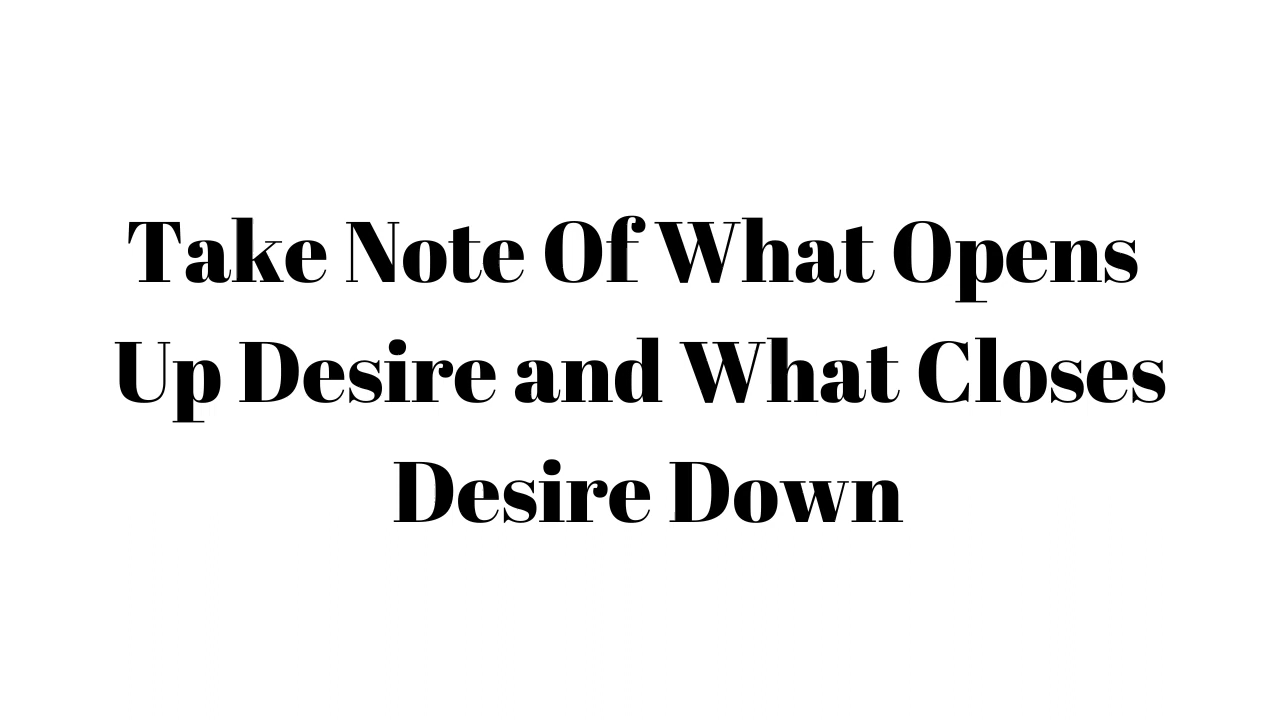 Take Note Of What Opens
Up Desire and What Closes
Desire Down